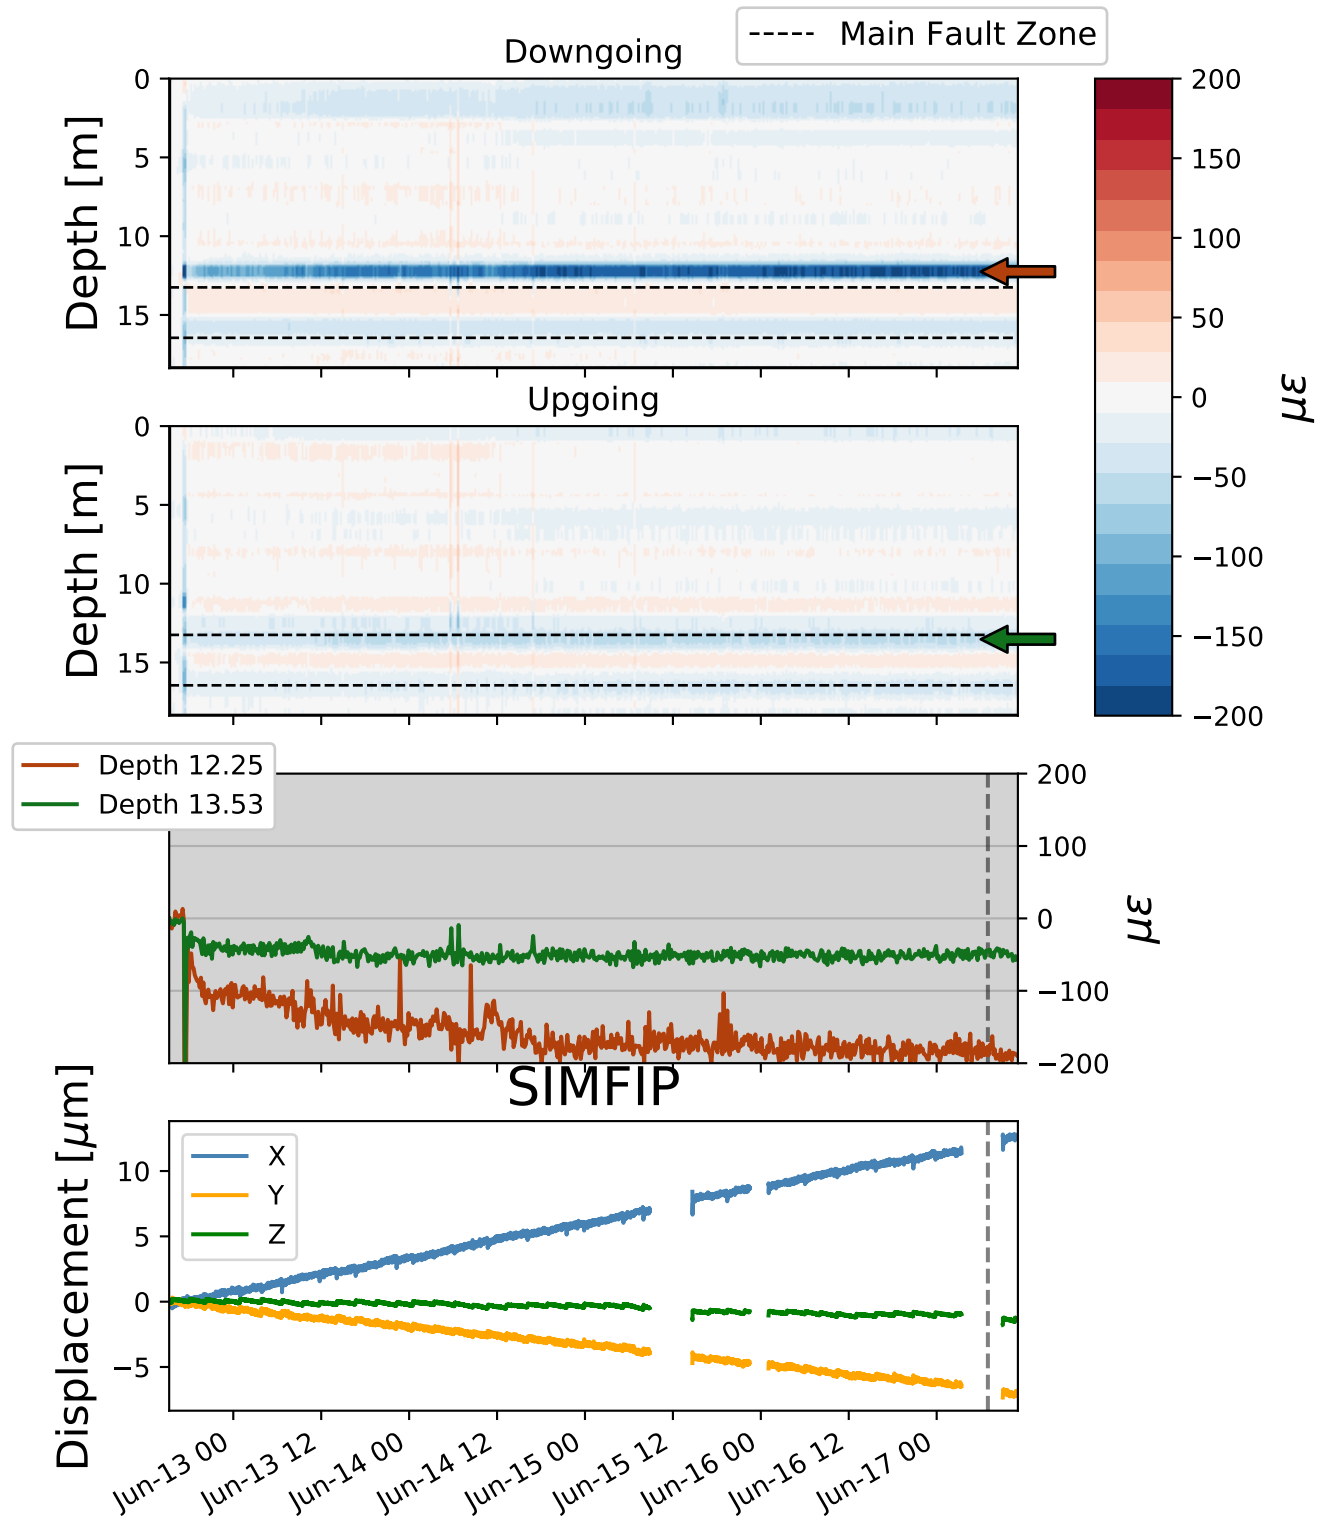 Main Fault Zone
Downgoing
0
5
10
15
Depth [m]
200
150
100
50
0
−50
−100
−150
−200
με
Upgoing
0
5
10
15
Depth [m]
Depth 12.25
Depth 13.53
200
100
0
−100
−200
με
SIMFIP
X
Y
Z
10
5
0
−5
Displacement [μm]
Jun-13 00
Jun-13 12
Jun-14 00
Jun-14 12
Jun-15 00
Jun-15 12
Jun-16 00
Jun-16 12
Jun-17 00